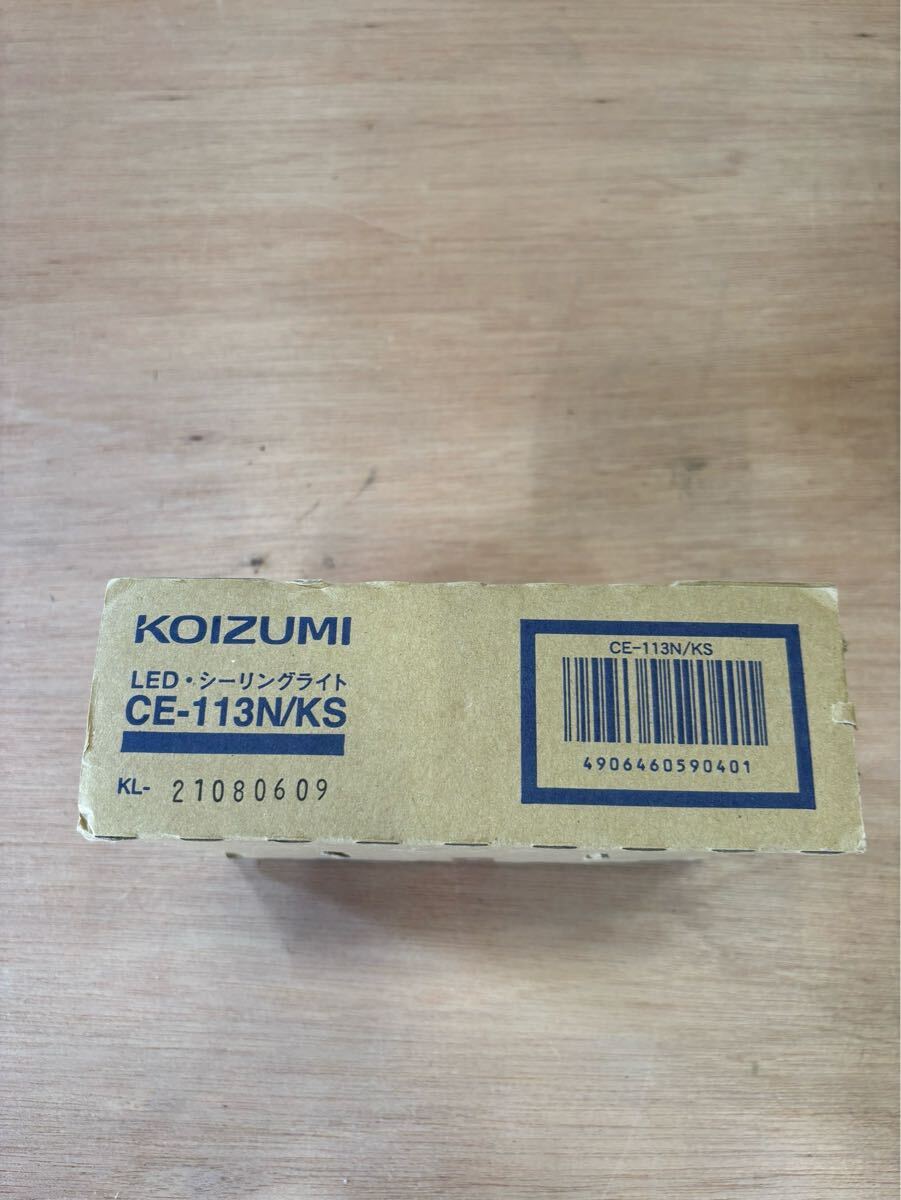 KOIZUMI
LED・シーリングライト
CE-113N/KS
KL- 21080609
CE-113N/KS
4906460590401